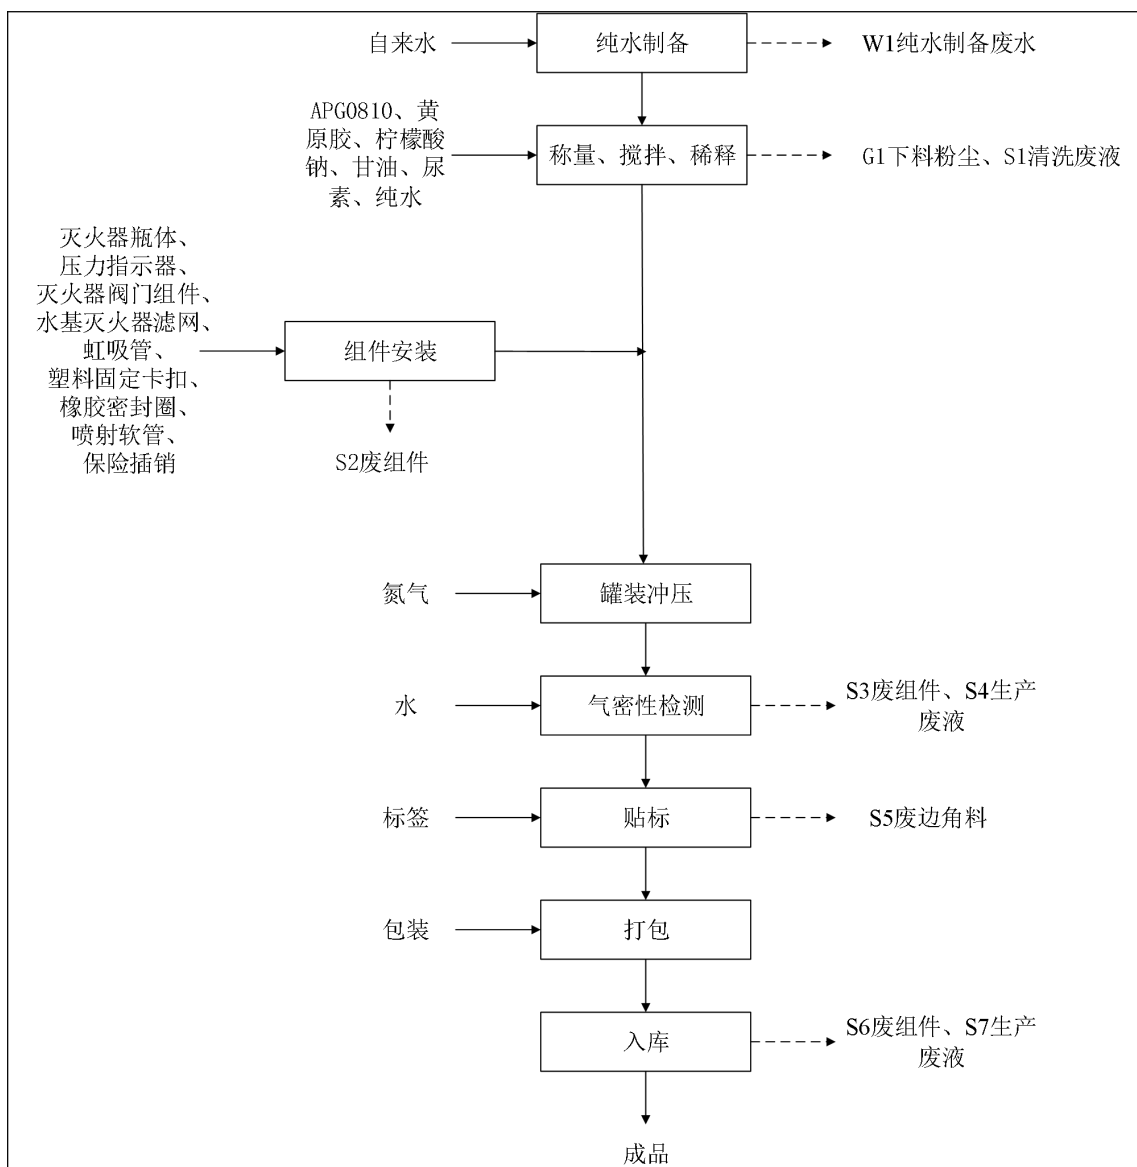 自来水
纯水制备
W1纯水制备废水
APG0810、黄
原胶、柠檬酸
钠、甘油、尿
素、纯水
称量、搅拌、稀释
G1下料粉尘、S1清洗废液
灭火器瓶体、
压力指示器、
灭火器阀门组件、
水基灭火器滤网、
虹吸管、
塑料固定卡扣、
橡胶密封圈、
喷射软管、
保险插销
组件安装
S2废组件
氮气
罐装冲压
水
气密性检测
S3废组件、S4生产
废液
标签
贴标
S5废边角料
包装
打包
入库
S6废组件、S7生产
废液
成品